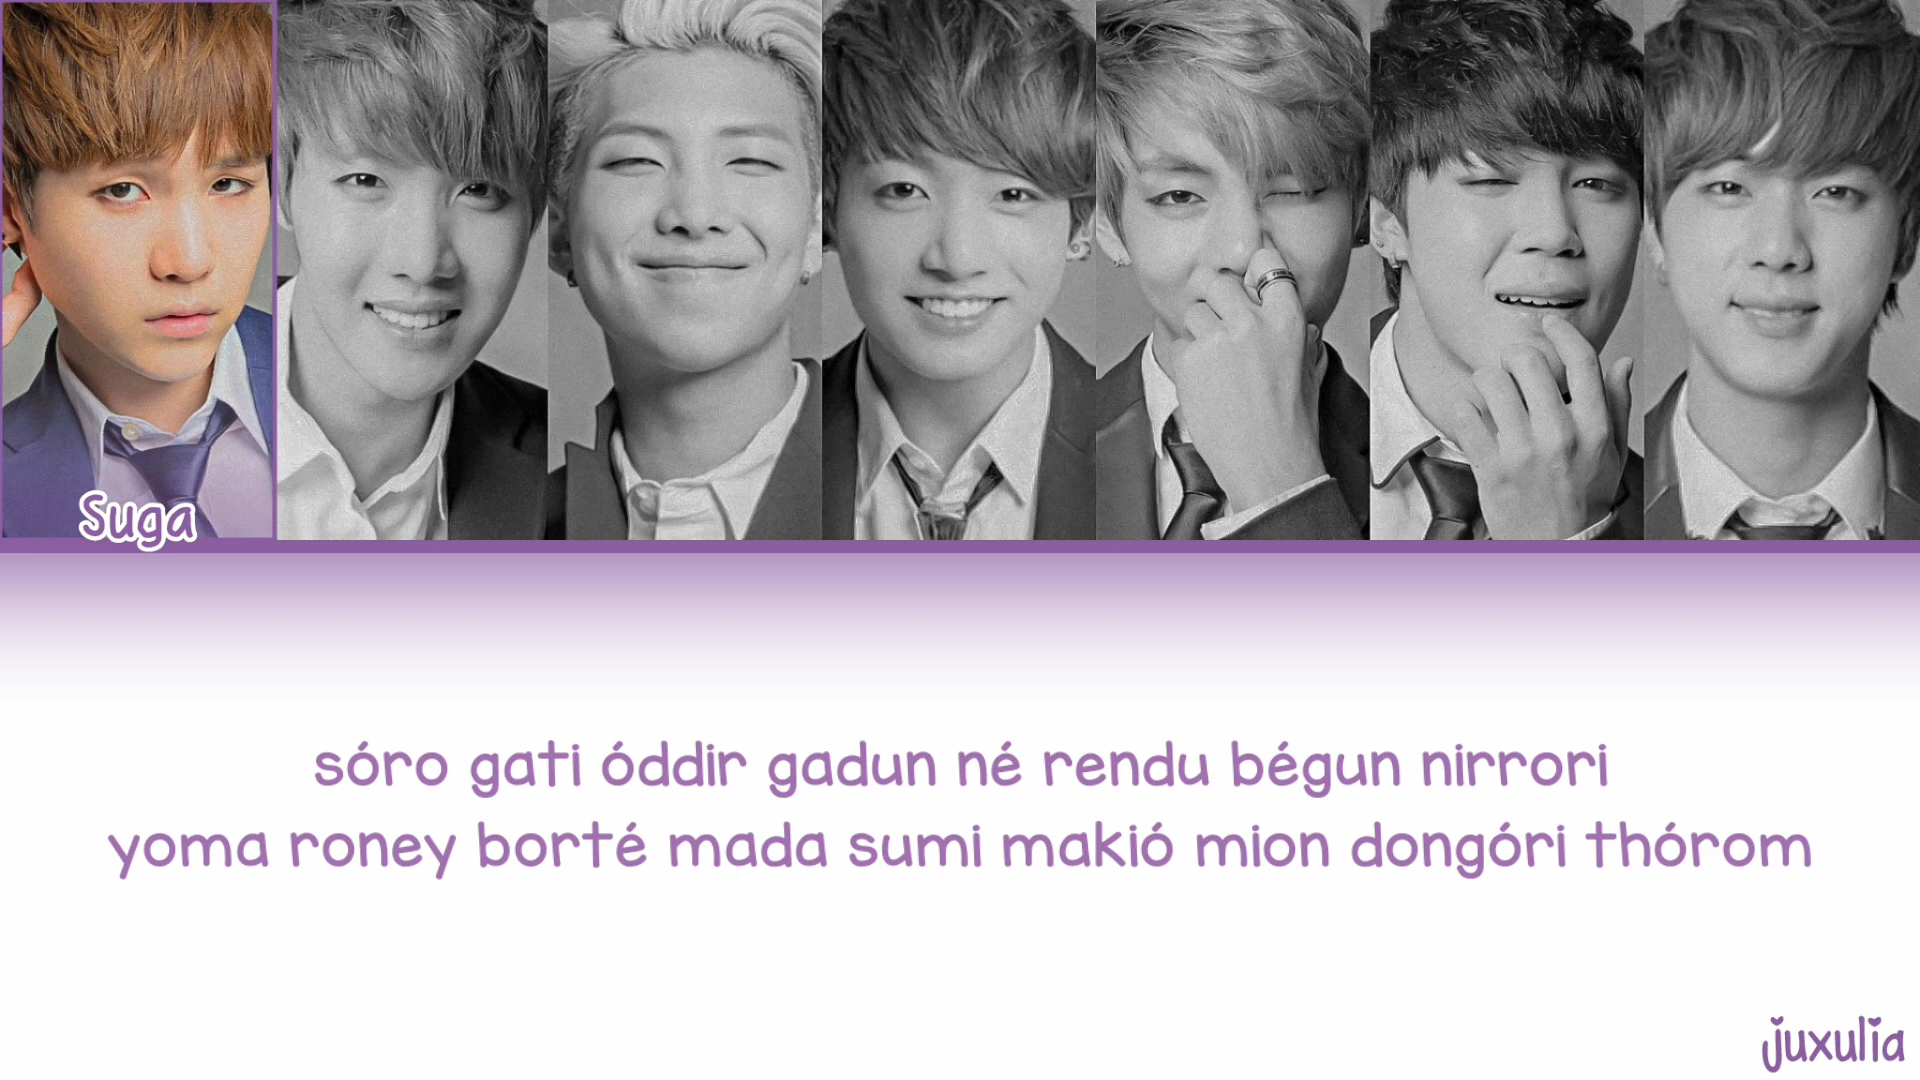 Suga
sóro gati óddir gadun né rendu bégun nirrori
yoma roney borté mada sumi makió mion dongóri thórom
juxulia